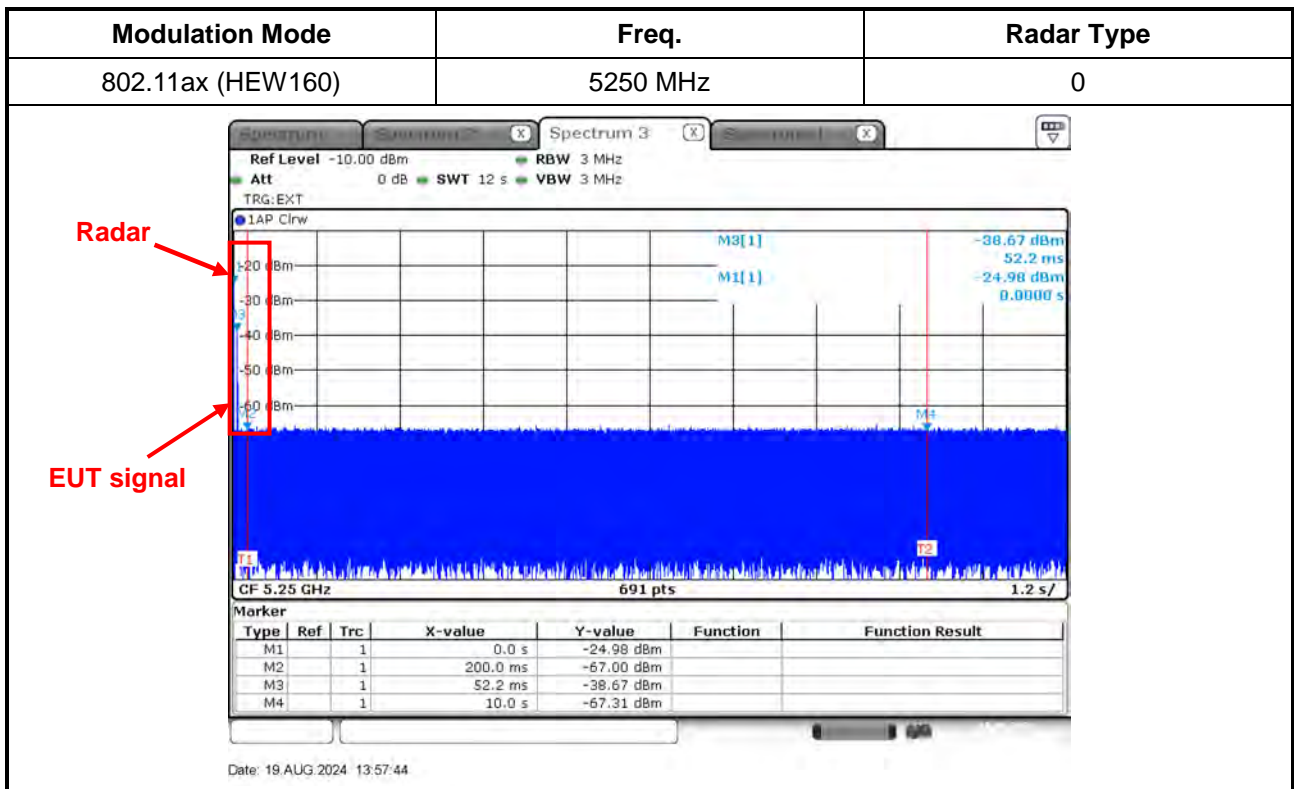 Modulation Mode Freq. Radar Type
802.11ax (HEW160) 5250 MHz 0
Spectrum 3
Ref Level -10.00 dBm RBW 3 MHz
Att 0 dB SWT 12 s VBW 3 MHz
TRG:EXT
1AP Clrw
Radar
M3[1] -38.67 dBm
52.2 ms
-20 dBm
M1[1] -24.98 dBm
0.0000 s
-30 dBm
-40 dBm
-50 dBm
-60 dBm
M4
EUT signal
T1 T2
CF 5.25 GHz 691 pts 1.2 s/
Marker
Type Ref Trc X-value Y-value Function Function Result
M1 1 0.0 s -24.98 dBm
M2 1 200.0 ms -67.00 dBm
M3 1 52.2 ms -38.67 dBm
M4 1 10.0 s -67.31 dBm
Date: 19.AUG.2024 13:57:44